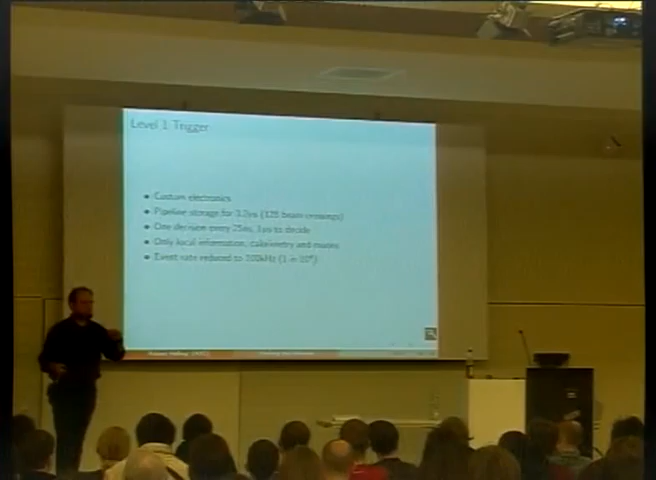 Level 1 Trigger
Custom electronics
Pipeline storage for 3.2μs (128 beam crossings)
One decision every 25ns, 1μs to decide
Only local information, calorimetry and muons
Event rate reduced to 100kHz (1 in 10⁴)